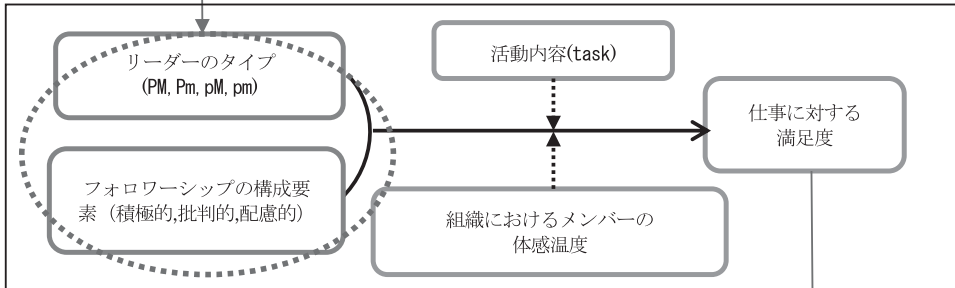 リーダーのタイプ
(PM, Pm, pM, pm)
フォロワーシップの構成要
素（積極的,批判的,配慮的）
活動内容(task)
組織におけるメンバーの
体感温度
仕事に対する
満足度